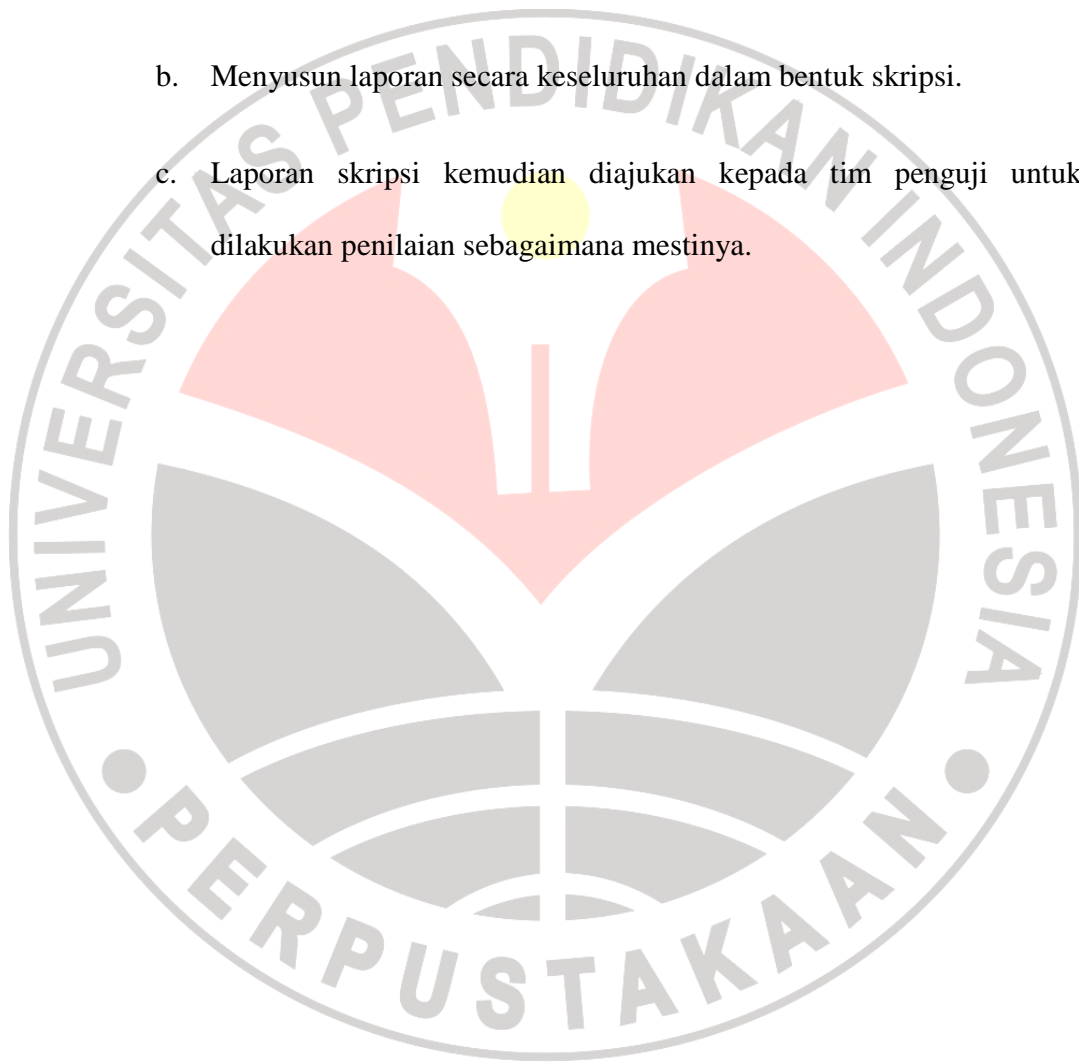 b. Menyusun laporan secara keseluruhan dalam bentuk skripsi.
c. Laporan skripsi kemudian diajukan kepada tim penguji untuk
dilakukan penilaian sebagaimana mestinya.
UNIVERSITAS PENDIDIKAN INDONESIA
PERPUSTAKAAN